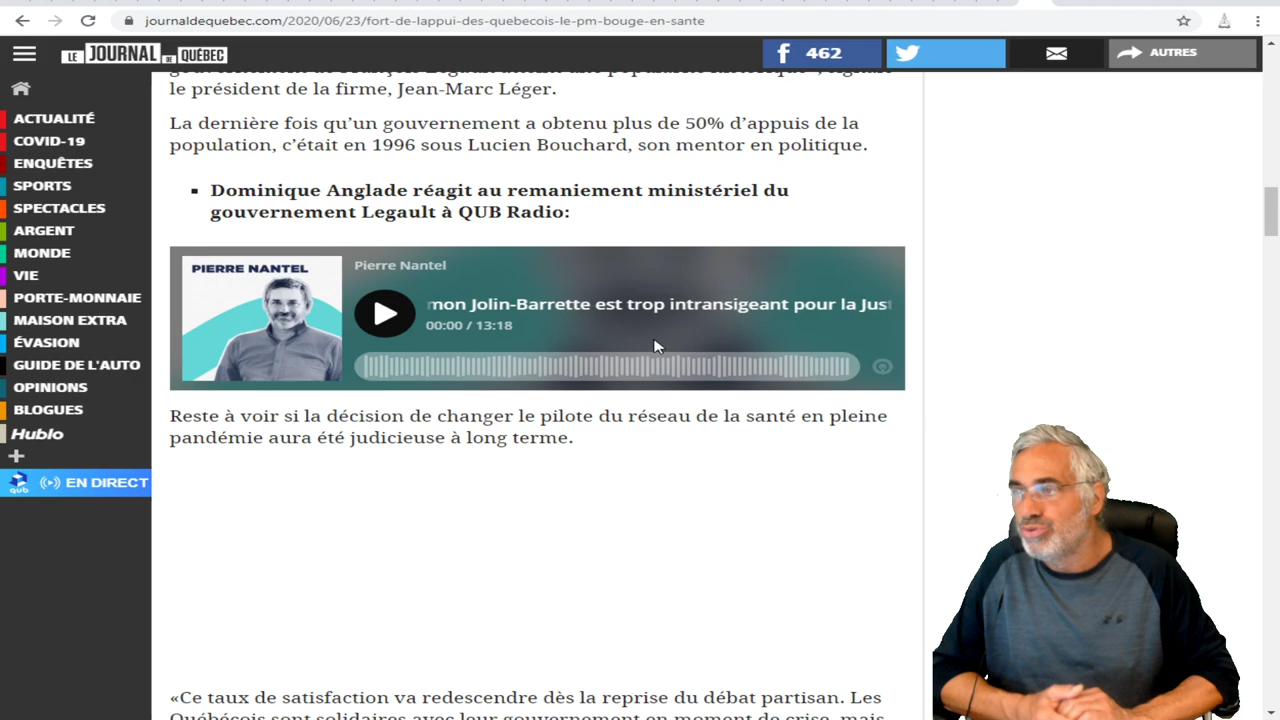 journaldequebec.com/2020/06/23/fort-de-lappui-des-quebecois-le-pm-bouge-en-sante
LE JOURNAL DE QUÉBEC
462
AUTRES
ACTUALITÉ
COVID-19
ENQUÊTES
SPORTS
SPECTACLES
ARGENT
MONDE
VIE
PORTE-MONNAIE
MAISON EXTRA
ÉVASION
GUIDE DE L'AUTO
OPINIONS
BLOGUES
Hublo
qub
EN DIRECT
le président de la firme, Jean-Marc Léger.
La dernière fois qu’un gouvernement a obtenu plus de 50% d’appuis de la
population, c’était en 1996 sous Lucien Bouchard, son mentor en politique.
Dominique Anglade réagit au remaniement ministériel du
gouvernement Legault à QUB Radio:
PIERRE NANTEL
Pierre Nantel
mon Jolin-Barrette est trop intransigeant pour la Jus
00:00 / 13:18
Reste à voir si la décision de changer le pilote du réseau de la santé en pleine
pandémie aura été judicieuse à long terme.
«Ce taux de satisfaction va redescendre dès la reprise du débat partisan. Les
Québécois sont solidaires avec leur gouvernement en moment de crise, mais